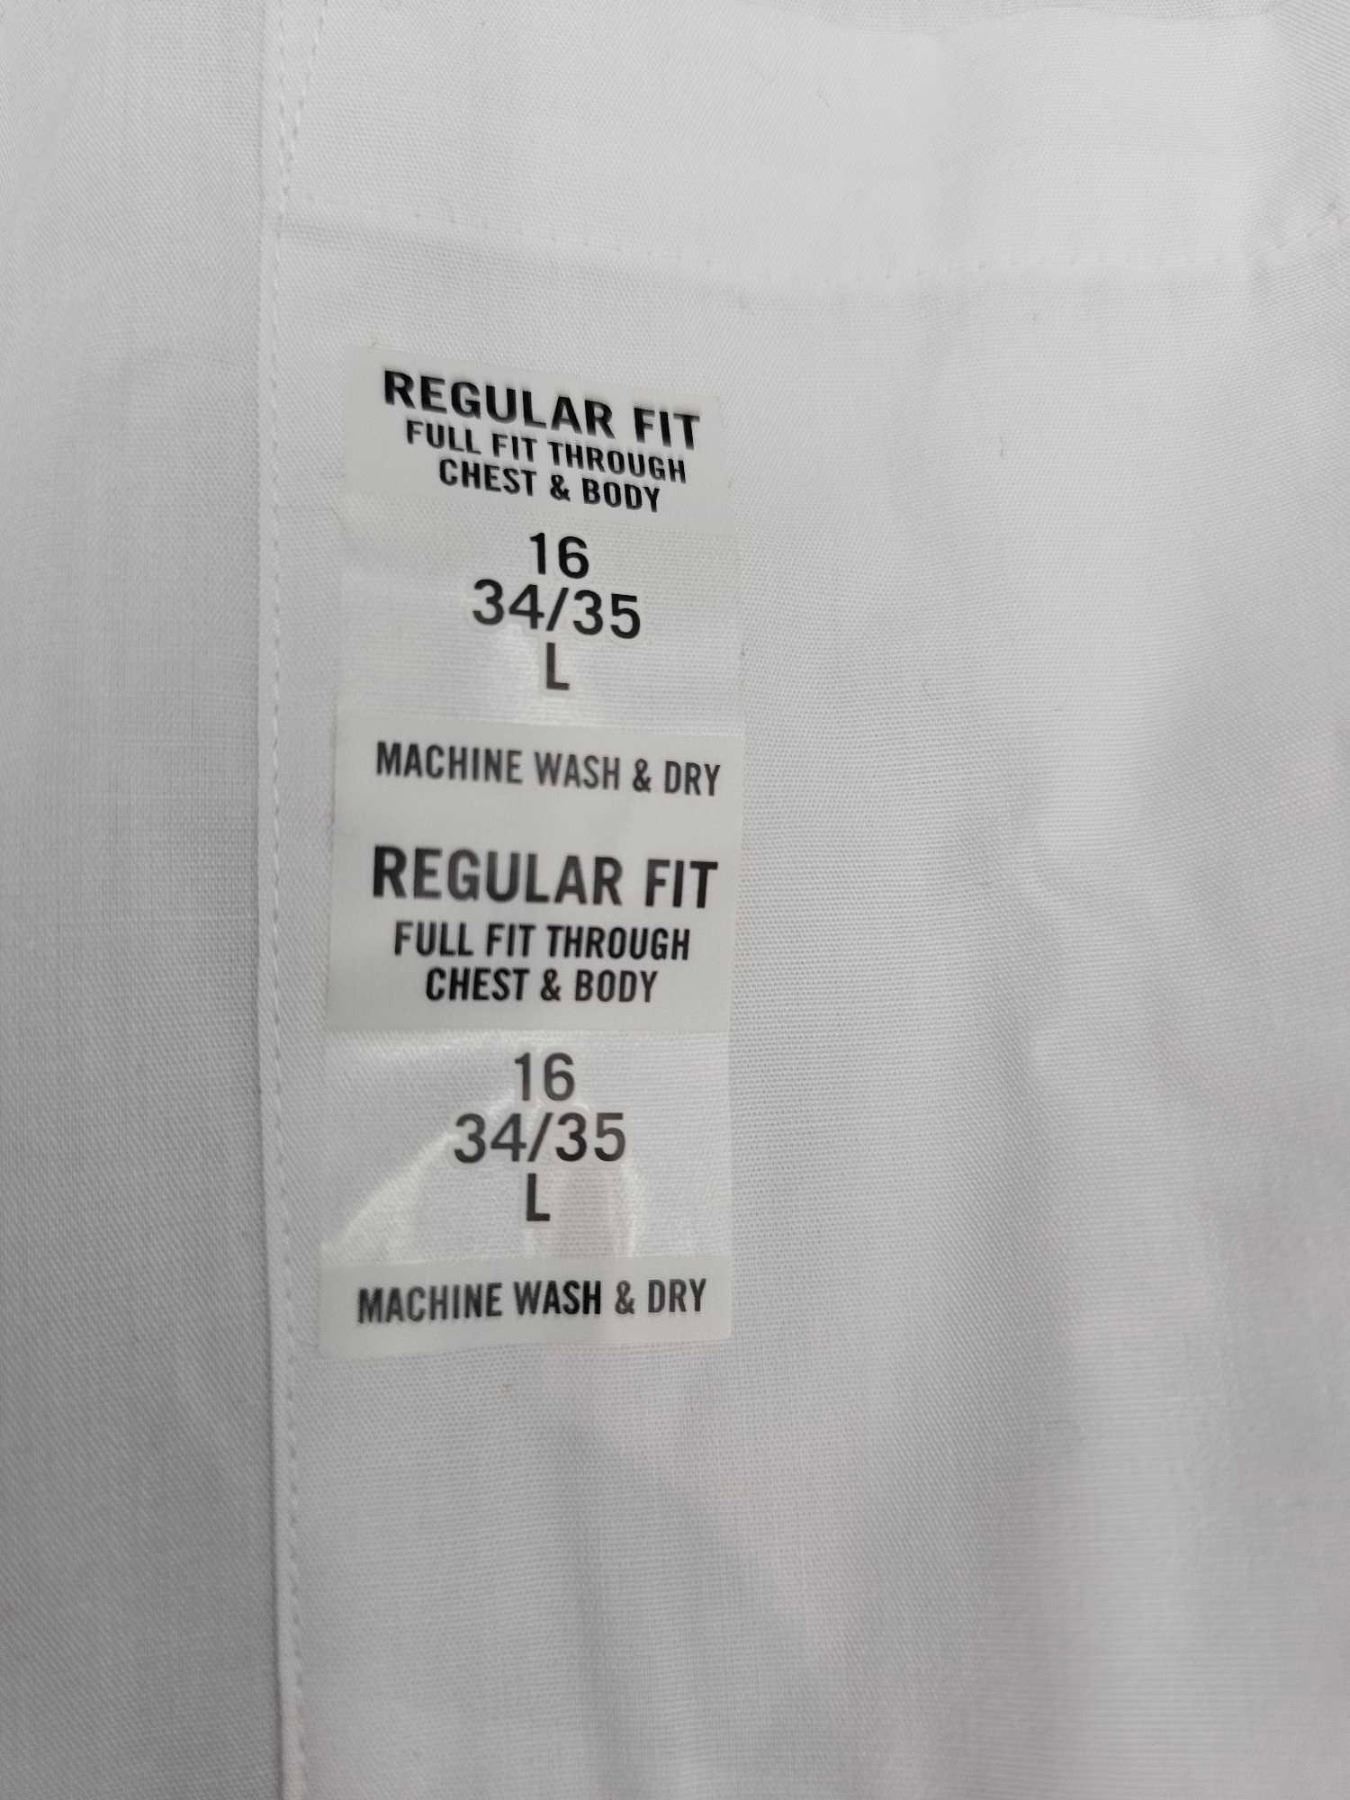 REGULAR FIT
FULL FIT THROUGH
CHEST & BODY
16
34/35
L
MACHINE WASH & DRY
REGULAR FIT
FULL FIT THROUGH
CHEST & BODY
16
34/35
L
MACHINE WASH & DRY